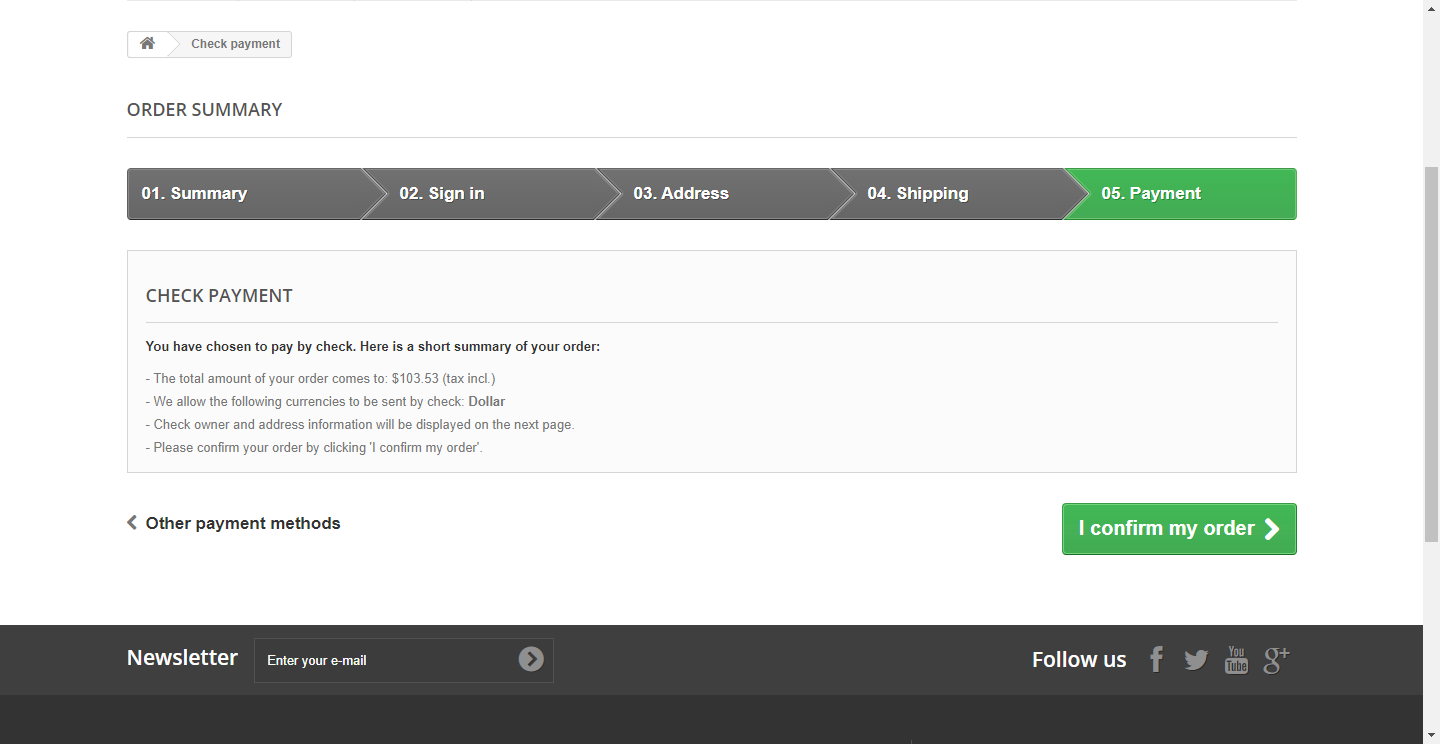 Check payment
ORDER SUMMARY
01. Summary
02. Sign in
03. Address
04. Shipping
05. Payment
CHECK PAYMENT
You have chosen to pay by check. Here is a short summary of your order:
- The total amount of your order comes to: $103.53 (tax incl.)
- We allow the following currencies to be sent by check: Dollar
- Check owner and address information will be displayed on the next page.
- Please confirm your order by clicking 'I confirm my order'.
Other payment methods
I confirm my order
Newsletter
Enter your e-mail
Follow us
You
Tube
g+